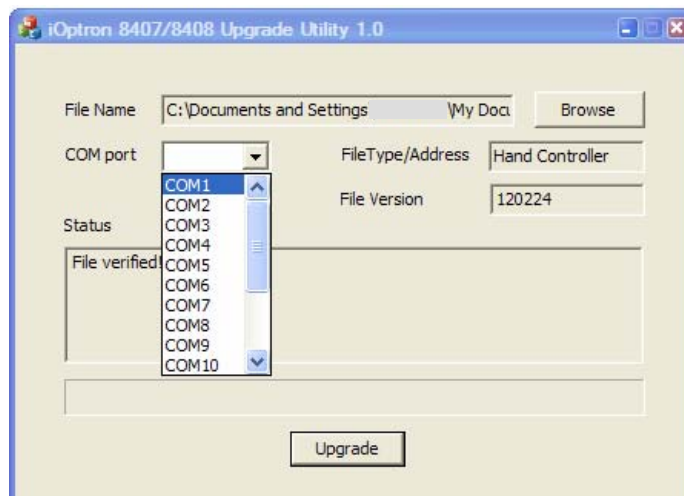 iOptron 8407/8408 Upgrade Utility 1.0
File Name C:\Documents and Settings \My Docu Browse
COM port FileType/Address Hand Controller
COM1
File Version 120224
COM2
COM3
Status
COM4
File verified!
COM5
COM6
COM7
COM8
COM9
COM10
Upgrade